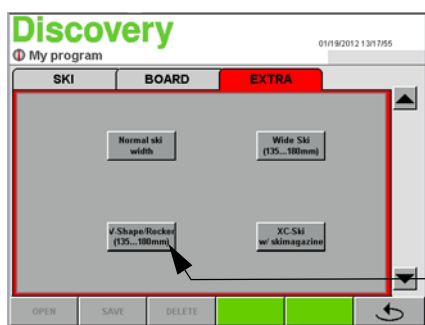 Discovery
My program
01/19/2012 13/17/55
SKI BOARD EXTRA
Normal ski
width
Wide Ski
(135...180mm)
V-Shape/Rocker
(135...180mm)
XC-Ski
w/ skimagazine
OPEN SAVE DELETE